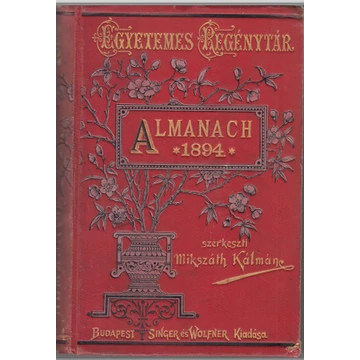 EGYETEMES REGÉNYTÁR.
ALMANACH
*1894*
szerkeszti
Mikszáth Kálmán
BUDAPEST SINGER és WOLFNER Kiadása.